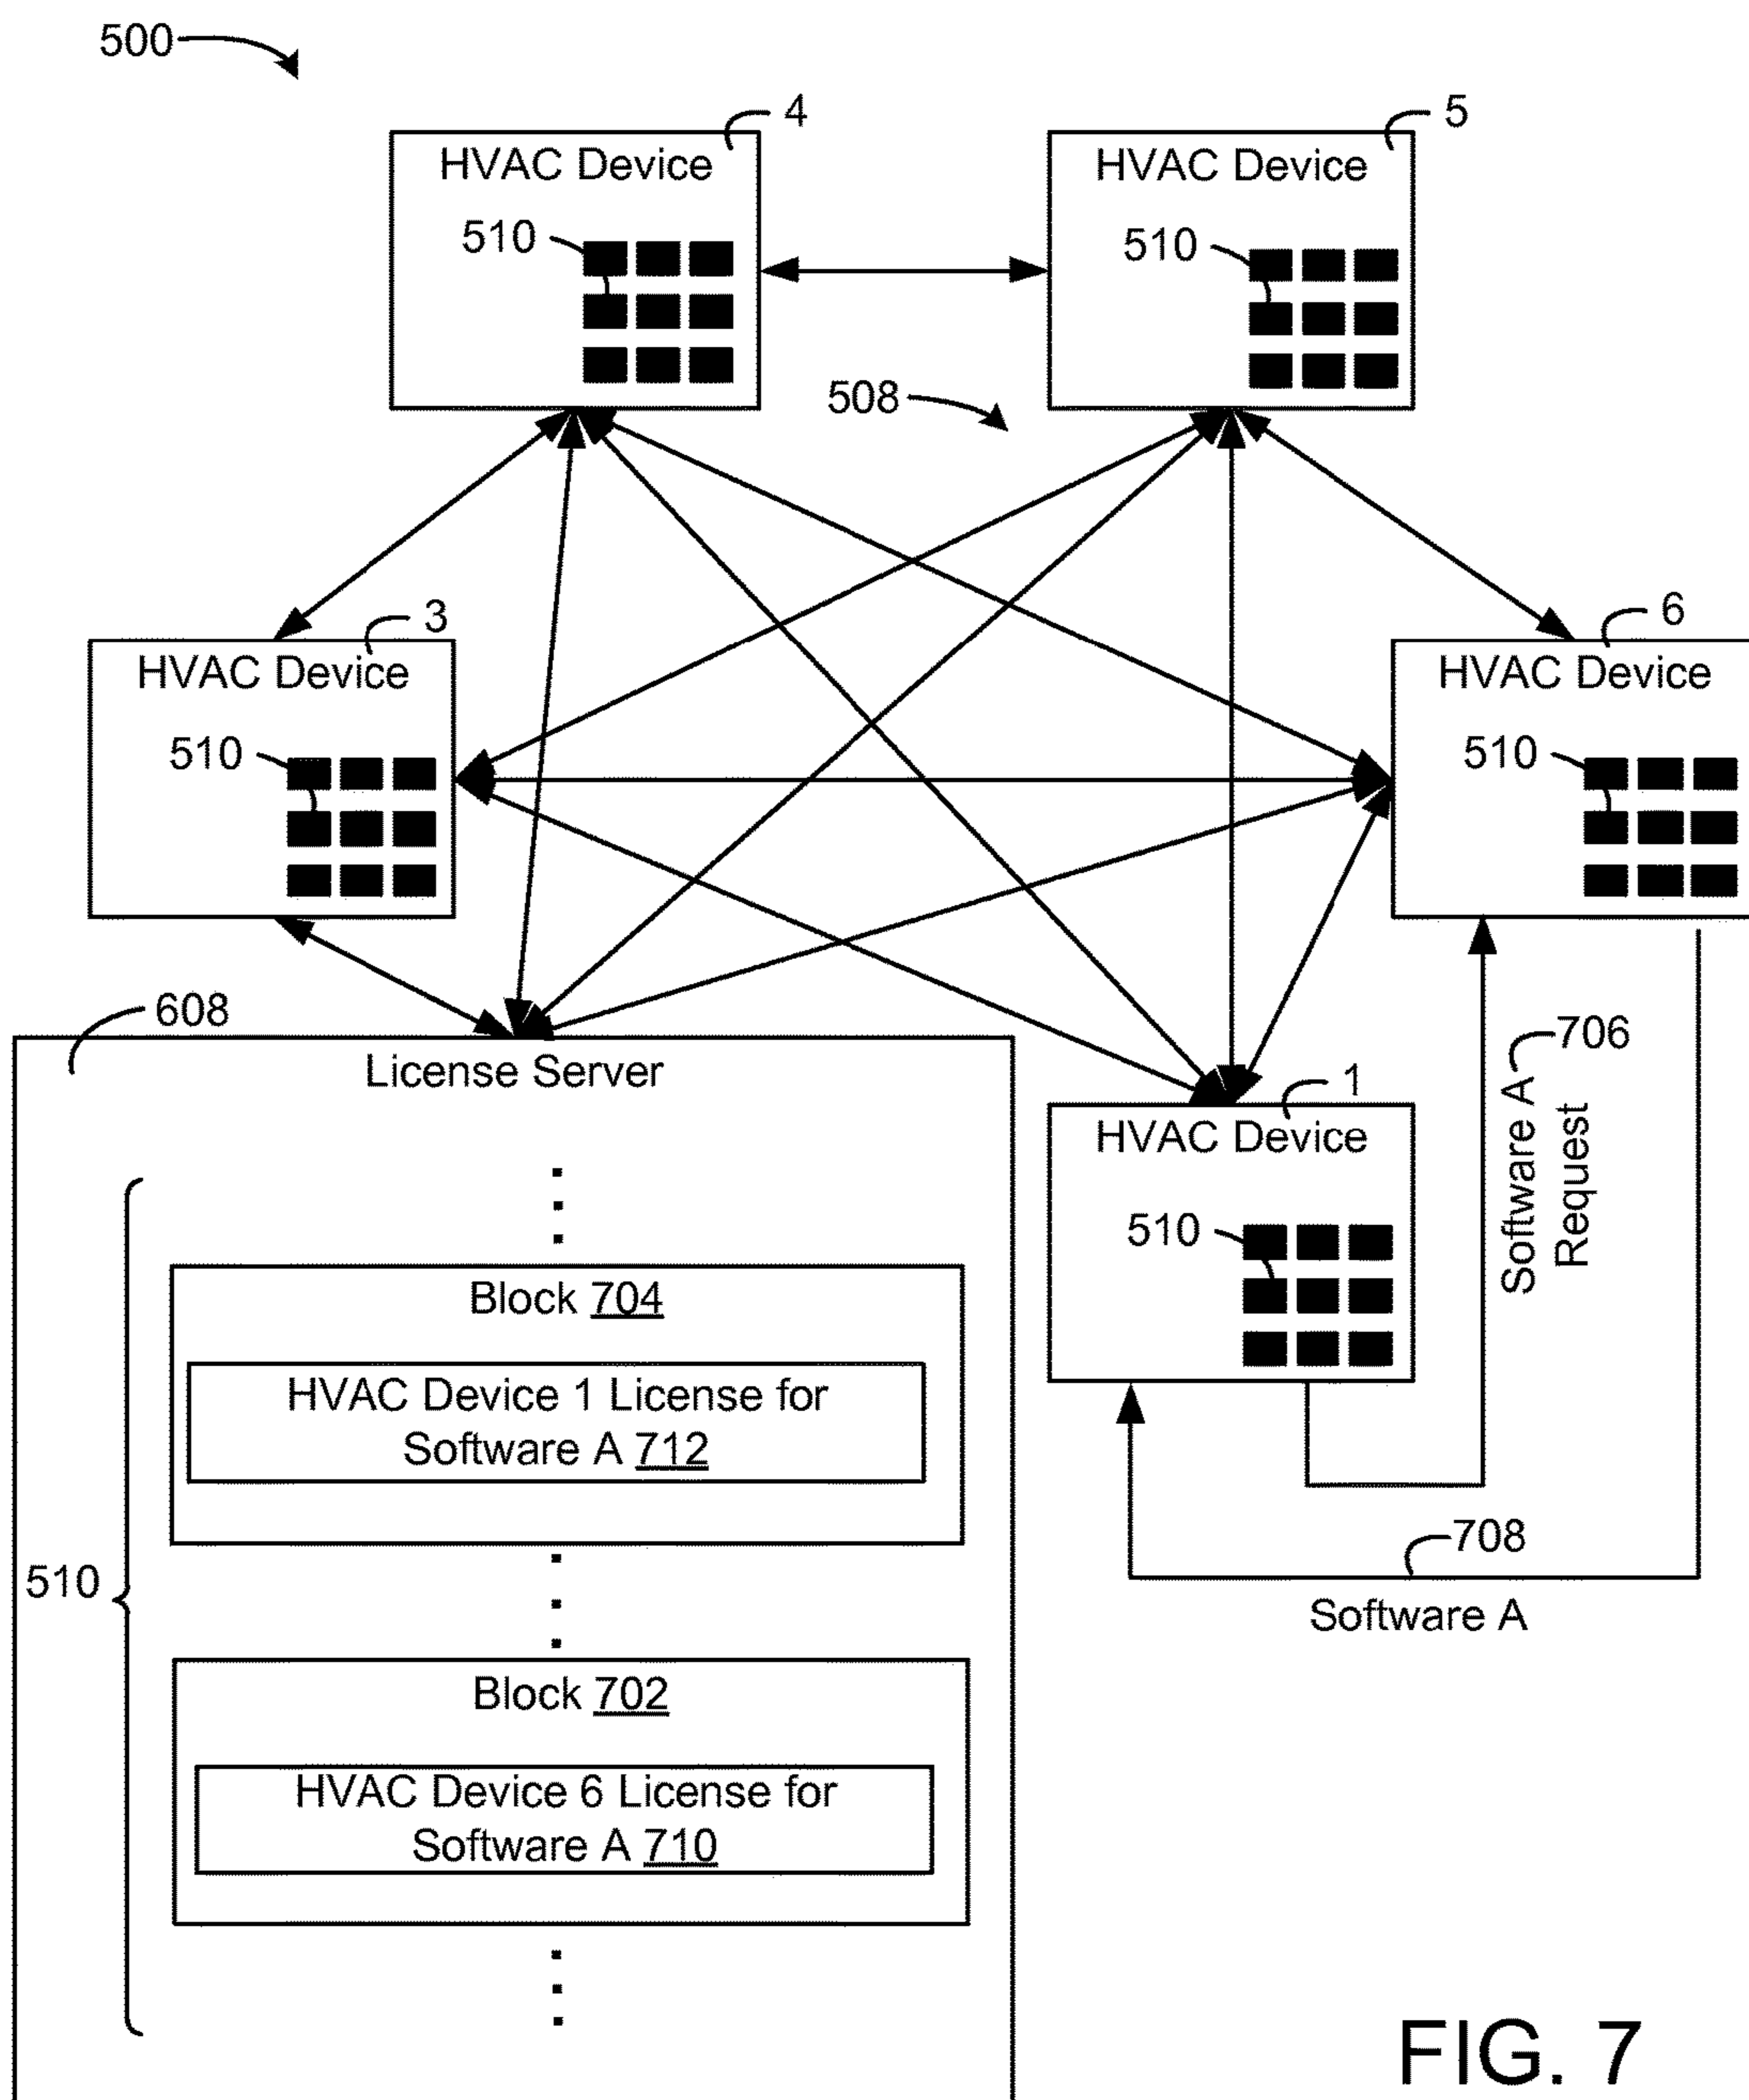 500
4
HVAC Device
510
5
HVAC Device
510
508
3
HVAC Device
510
6
HVAC Device
510
608
License Server
510
Block 704
HVAC Device 1 License for
Software A 712
Block 702
HVAC Device 6 License for
Software A 710
1
HVAC Device
510
706
Software A
Request
708
Software A
FIG. 7